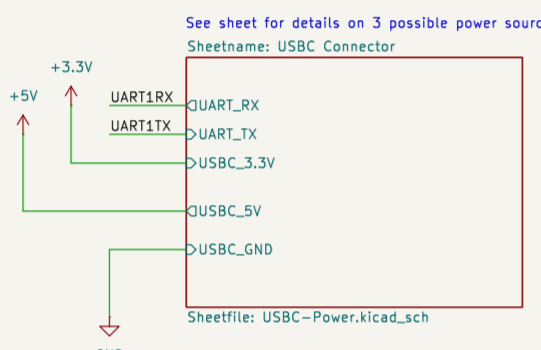 See sheet for details on 3 possible power
Sheetname: USBC Connector
+3.3V
+5V
UART1RX
UART_RX
UART1TX
UART_TX
USBC_3.3V
USBC_5V
USBC_GND
Sheetfile: USBC-Power.kicad_sch